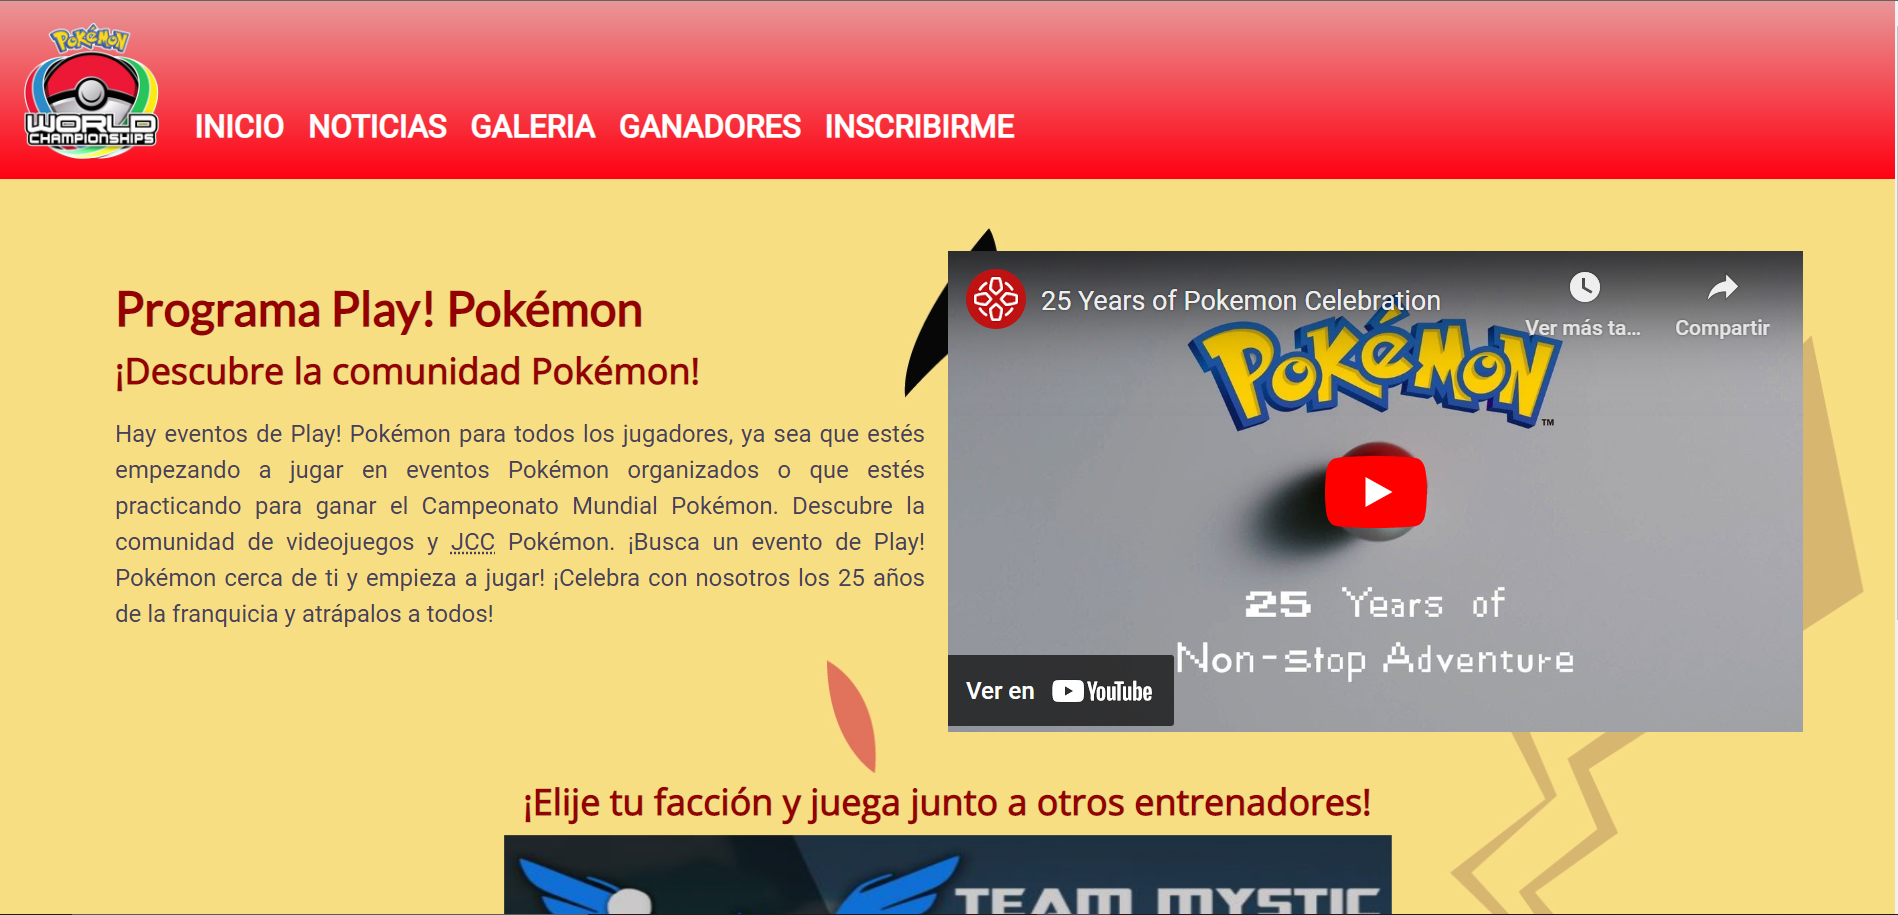 Pokémon
WORLD
CHAMPIONSHIPS
INICIO NOTICIAS GALERIA GANADORES INSCRIBIRME
Programa Play! Pokémon
¡Descubre la comunidad Pokémon!
Hay eventos de Play! Pokémon para todos los jugadores, ya sea que estés
empezando a jugar en eventos Pokémon organizados o que estés
practicando para ganar el Campeonato Mundial Pokémon. Descubre la
comunidad de videojuegos y JCC Pokémon. ¡Busca un evento de Play!
Pokémon cerca de ti y empieza a jugar! ¡Celebra con nosotros los 25 años
de la franquicia y atrápalos a todos!
25 Years of Pokemon Celebration
Ver más ta...
Compartir
POKéMON
TM
25 Years of
Non-stop Adventure
Ver en YouTube
¡Elije tu facción y juega junto a otros entrenadores!
TEAM MYSTIC